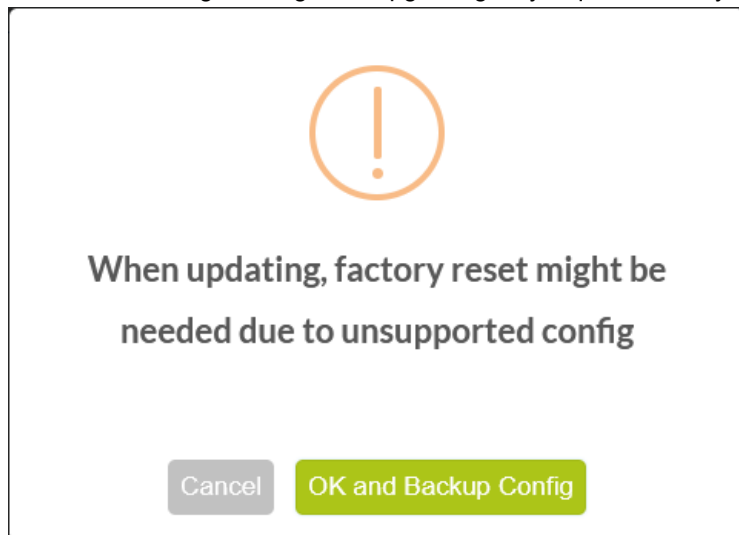 When updating, factory reset might be
needed due to unsupported config
Cancel
OK and Backup Config